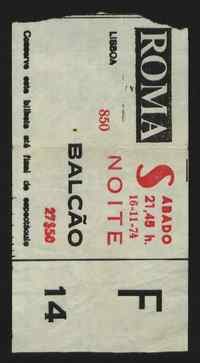 ROMA
LISBOA
850
SABADO
21,45 h.
16-11-74
NOITE
BALCÃO
27$50
Conserve este bilhete até final do espectáculo
F
14